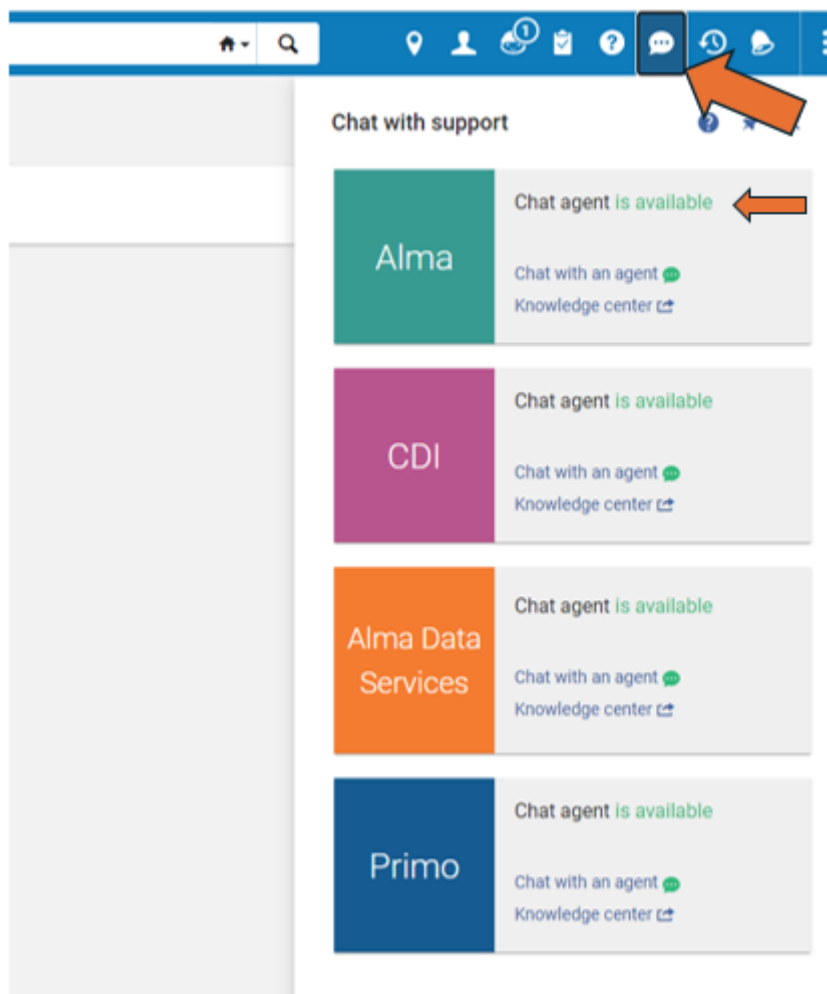 1
Chat with support
Alma
Chat agent is available
Chat with an agent
Knowledge center
CDI
Chat agent is available
Chat with an agent
Knowledge center
Alma Data
Services
Chat agent is available
Chat with an agent
Knowledge center
Primo
Chat agent is available
Chat with an agent
Knowledge center